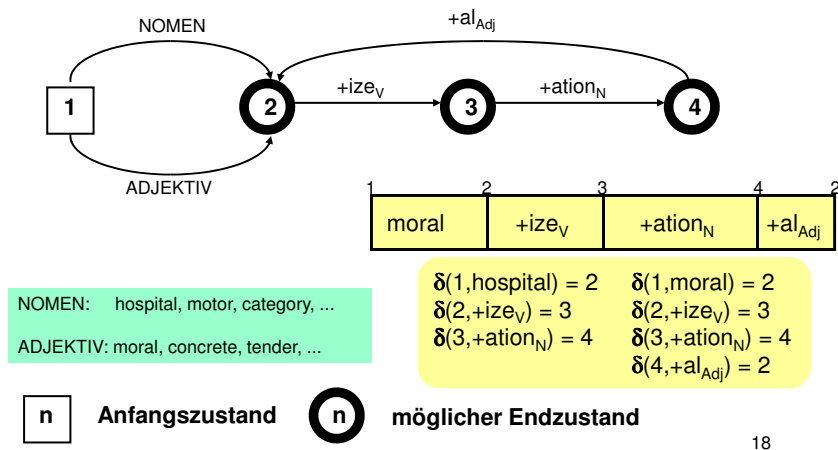 NOMEN
+al_Adj
1
2
+ize_V
3
+ation_N
4
ADJEKTIV
1 2 3 4 2
moral +ize_V +ation_N +al_Adj
δ(1,hospital) = 2 δ(1,moral) = 2
δ(2,+ize_V) = 3 δ(2,+ize_V) = 3
δ(3,+ation_N) = 4 δ(3,+ation_N) = 4
δ(4,+al_Adj) = 2
NOMEN: hospital, motor, category, ...
ADJEKTIV: moral, concrete, tender, ...
n Anfangszustand n möglicher Endzustand
18